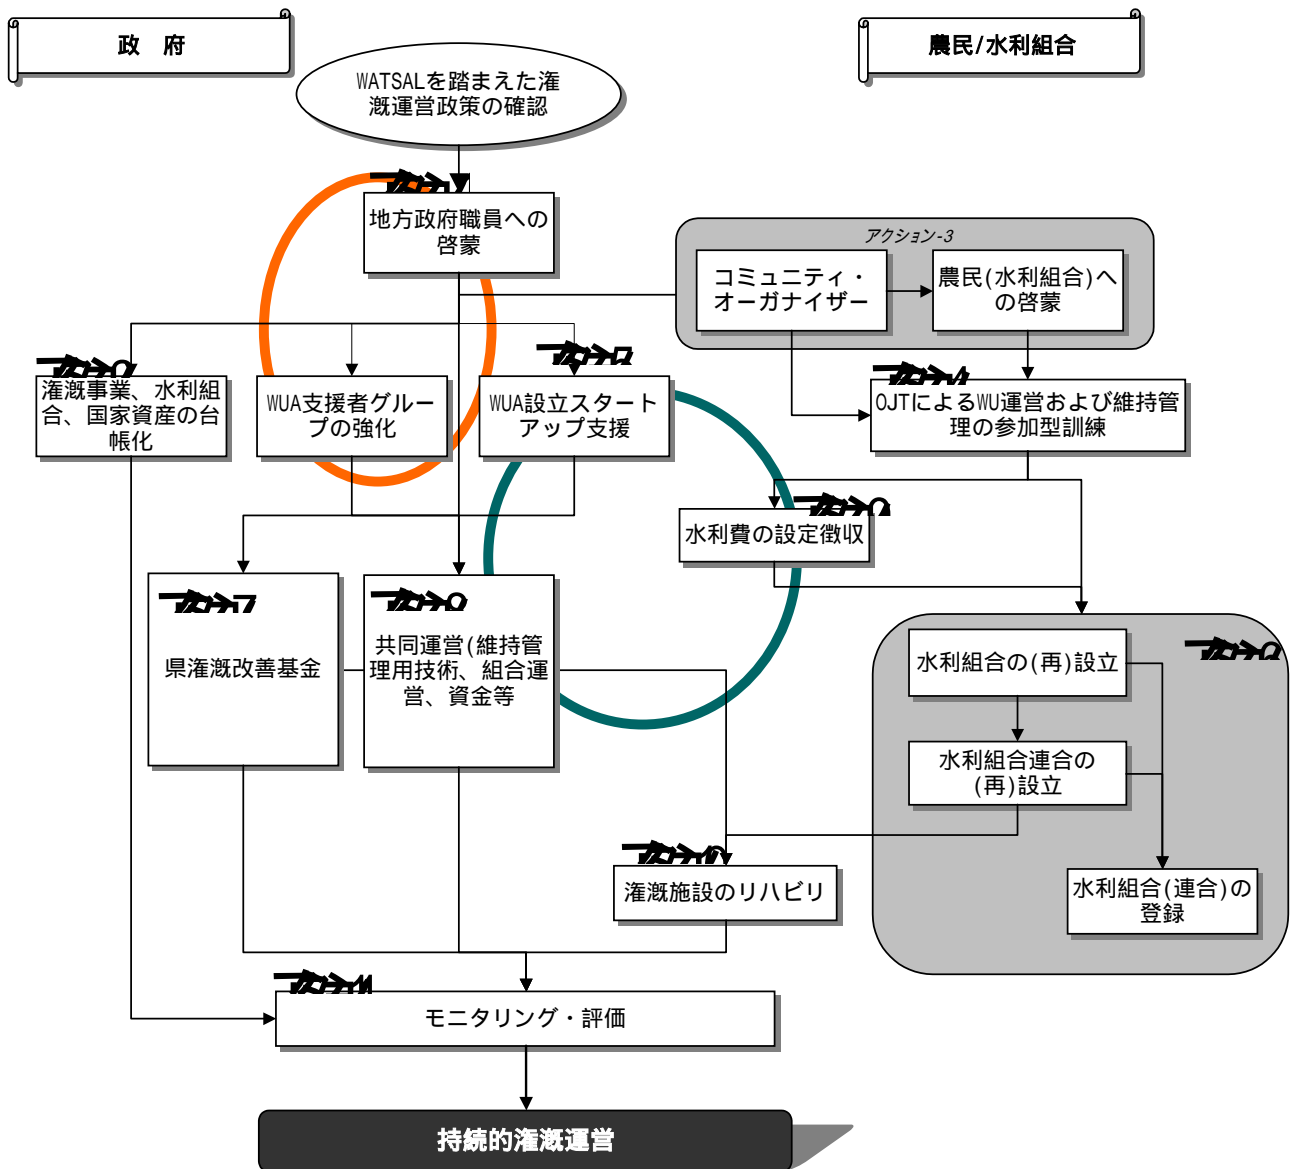 政　府
農民/水利組合
WATSALを踏まえた灌
漑運営政策の確認
地方政府職員への
啓蒙
アクション-3
コミュニティ・
オーガナイザー
農民(水利組合)へ
の啓蒙
灌漑事業、水利組
合、国家資産の台
帳化
WUA支援者グルー
プの強化
WUA設立スタート
アップ支援
OJTによるWU運営および維持管
理の参加型訓練
水利費の設定徴収
県灌漑改善基金
共同運営(維持管
理用技術、組合運
営、資金等
水利組合の(再)設立
水利組合連合の
(再)設立
水利組合(連合)の
登録
灌漑施設のリハビリ
モニタリング・評価
持続的灌漑運営